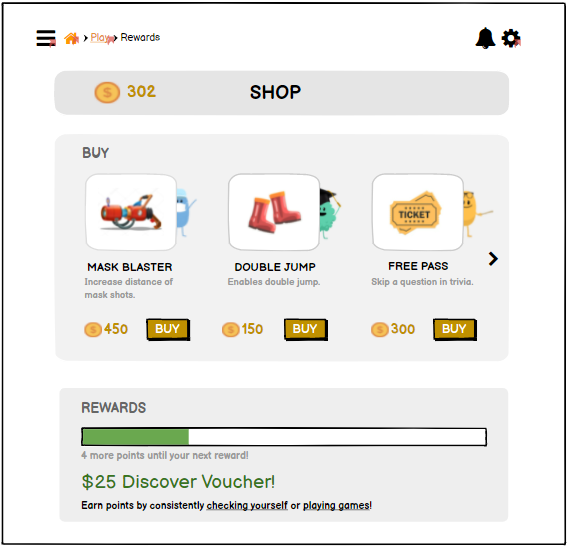 Play Rewards
302 SHOP
BUY
TICKET
MASK BLASTER DOUBLE JUMP FREE PASS
Increase distance of Enables double jump. Skip a question in trivia.
mask shots.
450 BUY 150 BUY 300 BUY
REWARDS
4 more points until your next reward!
$25 Discover Voucher!
Earn points by consistently checking yourself or playing games!